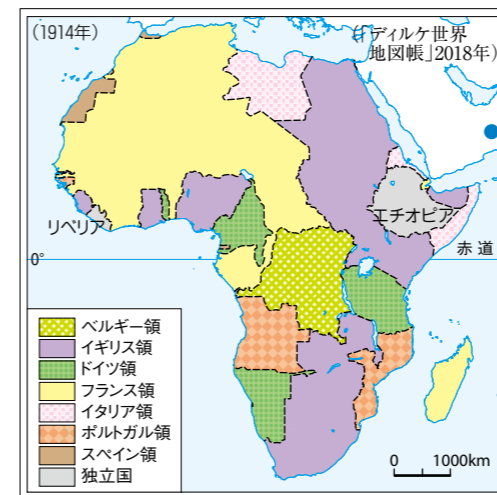 （1914年）
（「ディルケ世界
地図帳」2018年）
エチオピア
リベリア
赤道
0°
ベルギー領
イギリス領
ドイツ領
フランス領
イタリア領
ポルトガル領
スペイン領
独立国
0 1000km